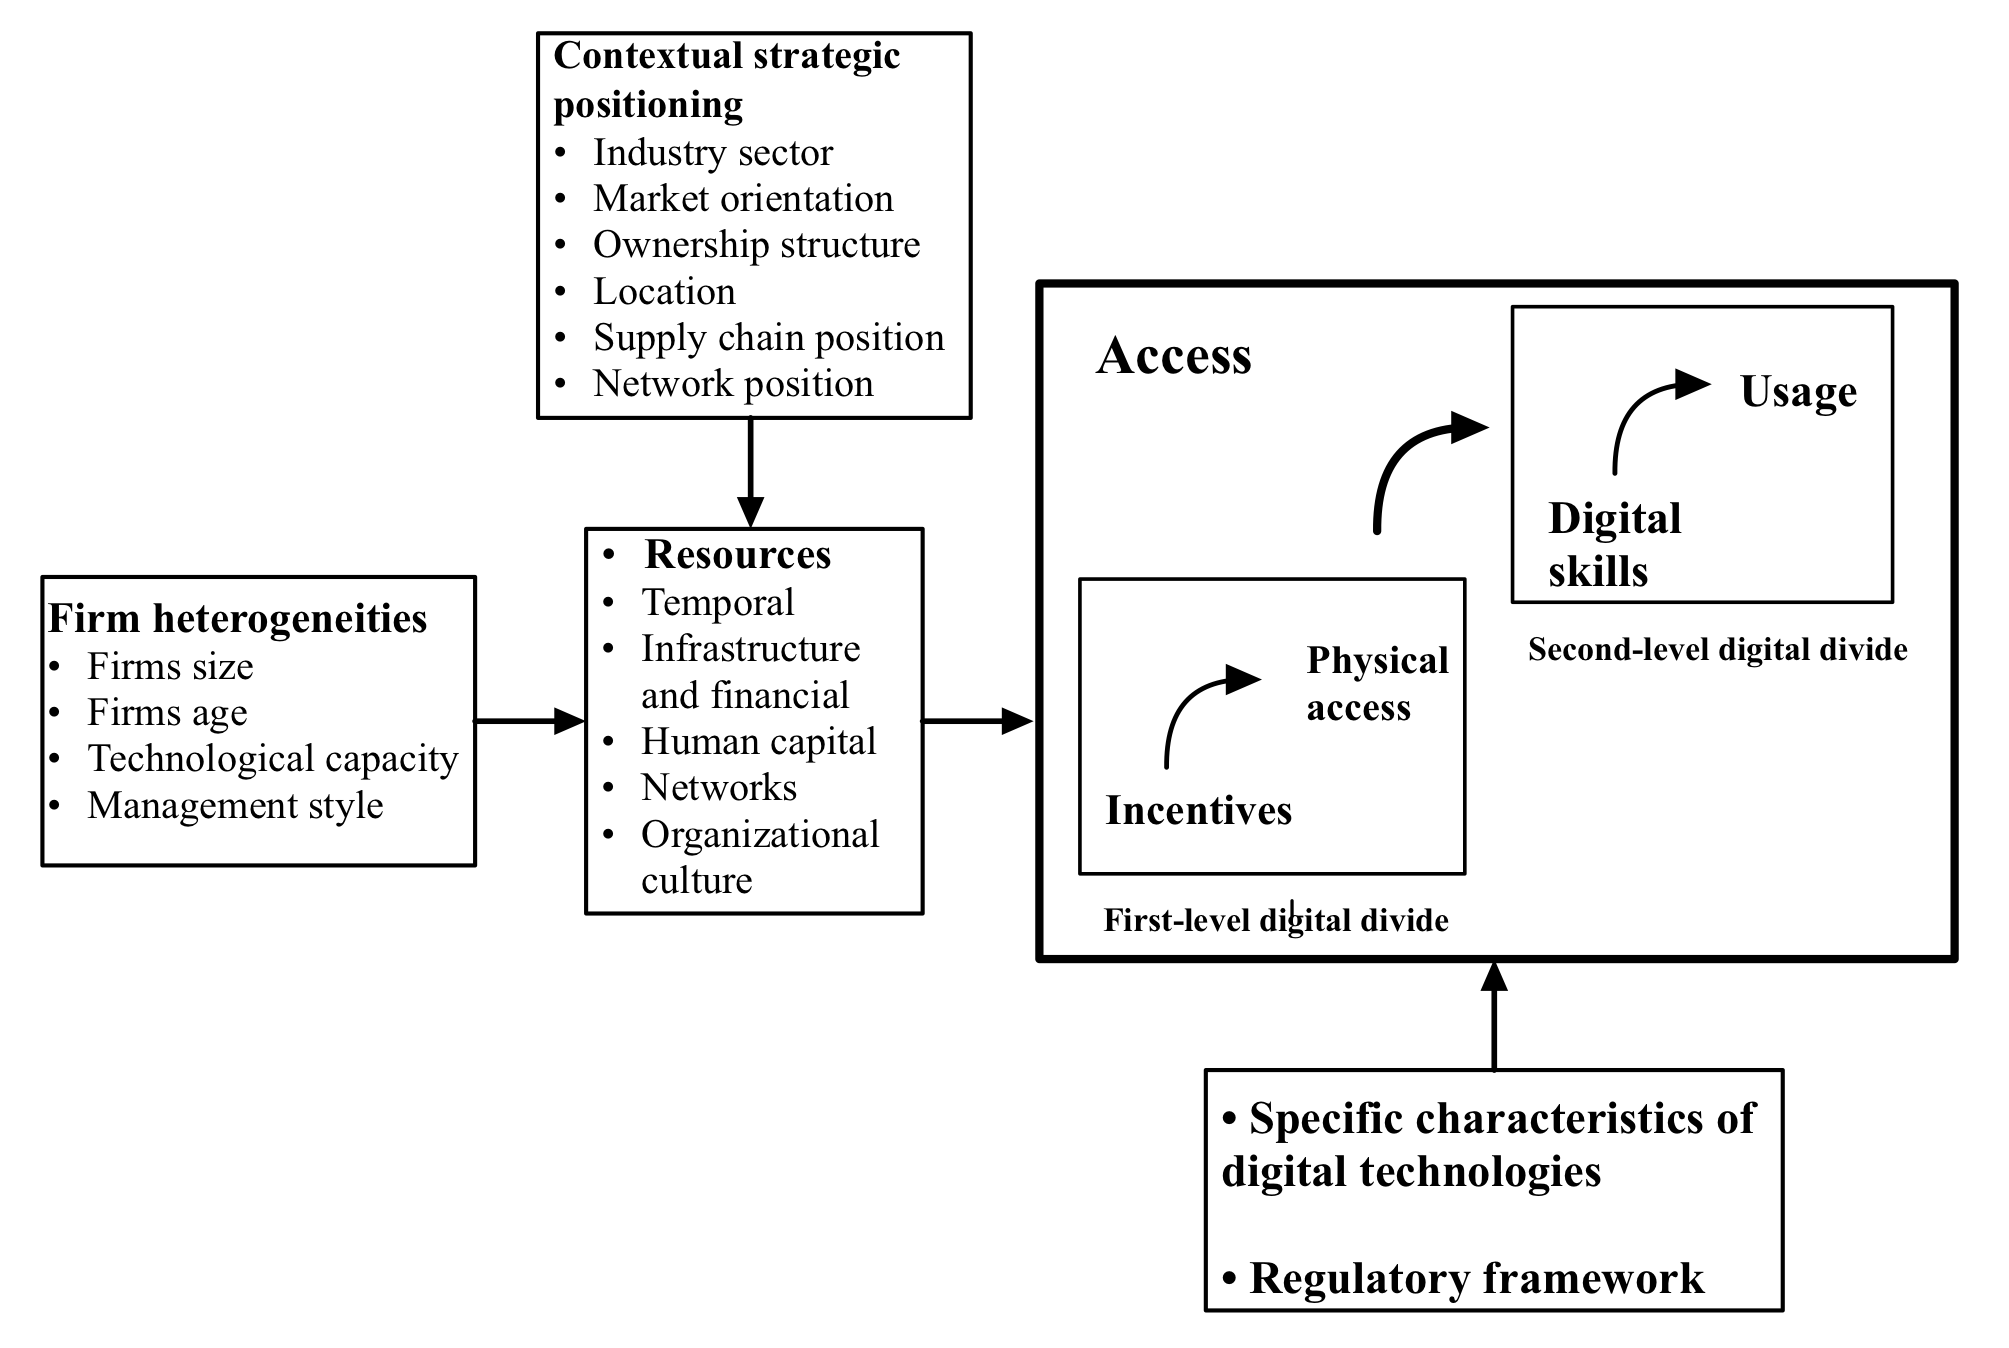 Contextual strategic
positioning
• Industry sector
• Market orientation
• Ownership structure
• Location
• Supply chain position
• Network position
Firm heterogeneities
• Firms size
• Firms age
• Technological capacity
• Management style
• Resources
• Temporal
• Infrastructure
and financial
• Human capital
• Networks
• Organizational
culture
Access
Usage
Digital
skills
Second-level digital divide
Physical
access
Incentives
First-level digital divide
• Specific characteristics of
digital technologies
• Regulatory framework